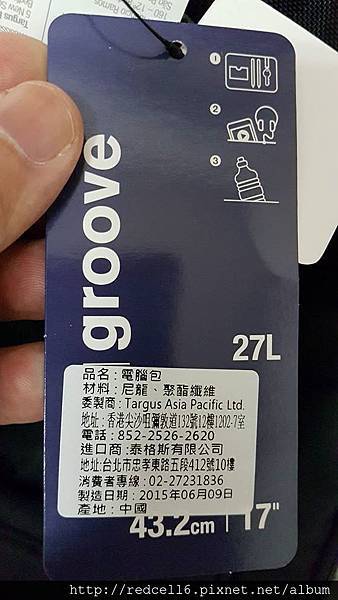 1
2
3
groove
27L
品名：電腦包
材料：尼龍、聚酯纖維
委製商：Targus Asia Pacific Ltd.
地址：香港尖沙咀彌敦道132號12樓1202-7室
電話：852-2526-2620
進口商：泰格斯有限公司
地址:台北市忠孝東路五段412號10樓
消費者專線：02-27231836
製造日期：2015年06月09日
產地：中國
43.2cm | 17"
http://redcell6.pixnet.net/album